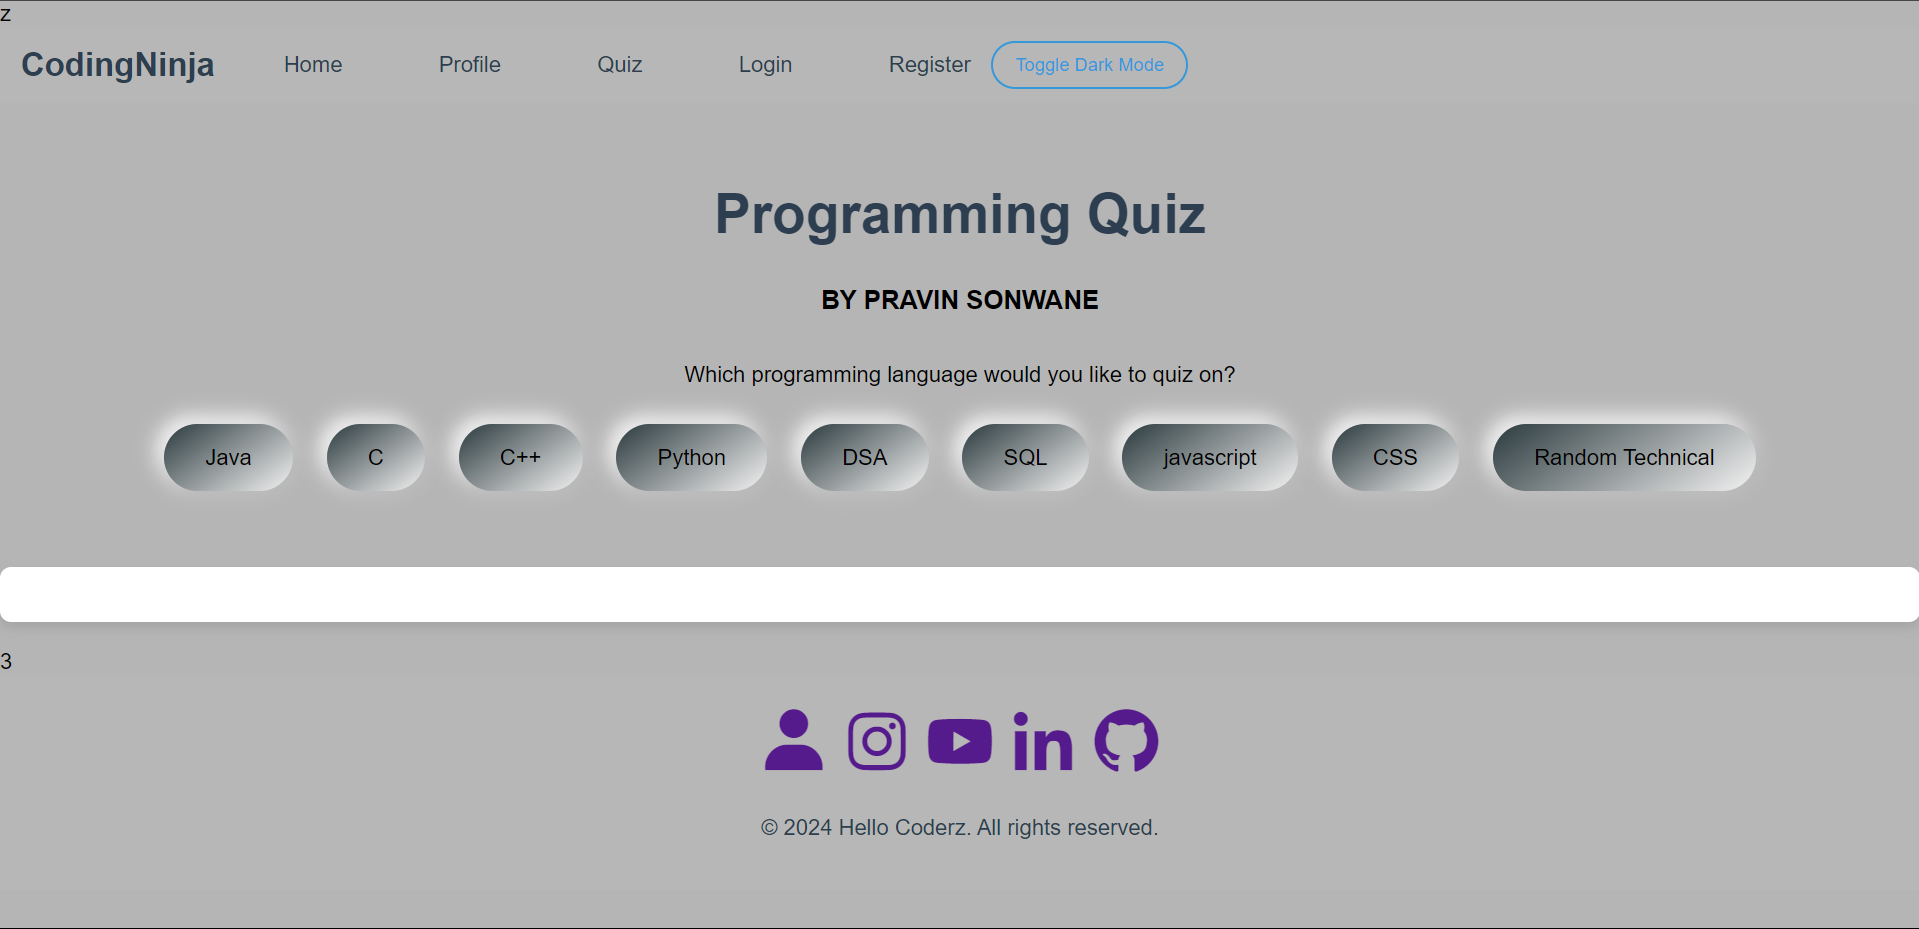 z
CodingNinja Home Profile Quiz Login Register Toggle Dark Mode
Programming Quiz
BY PRAVIN SONWANE
Which programming language would you like to quiz on?
Java C C++ Python DSA SQL javascript CSS Random Technical
3
in
© 2024 Hello Coderz. All rights reserved.